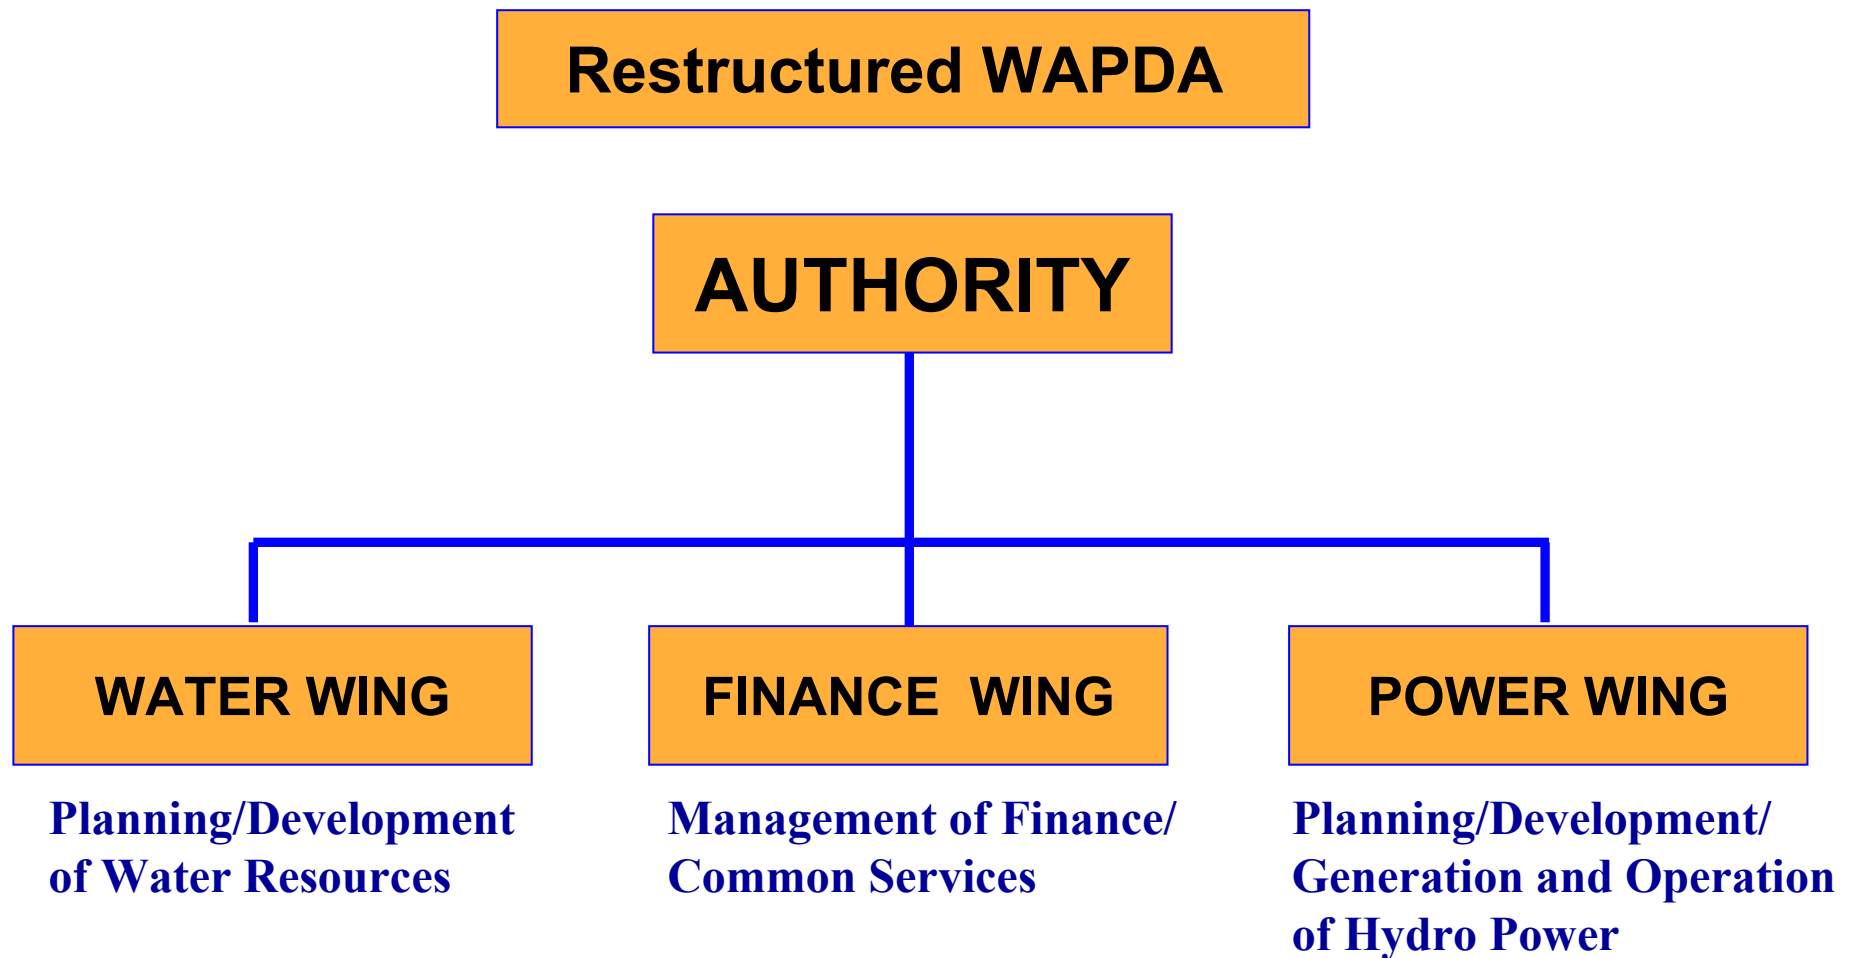 Restructured WAPDA
AUTHORITY
WATER WING
FINANCE WING
POWER WING
Planning/Development
of Water Resources
Management of Finance/
Common Services
Planning/Development/
Generation and Operation
of Hydro Power